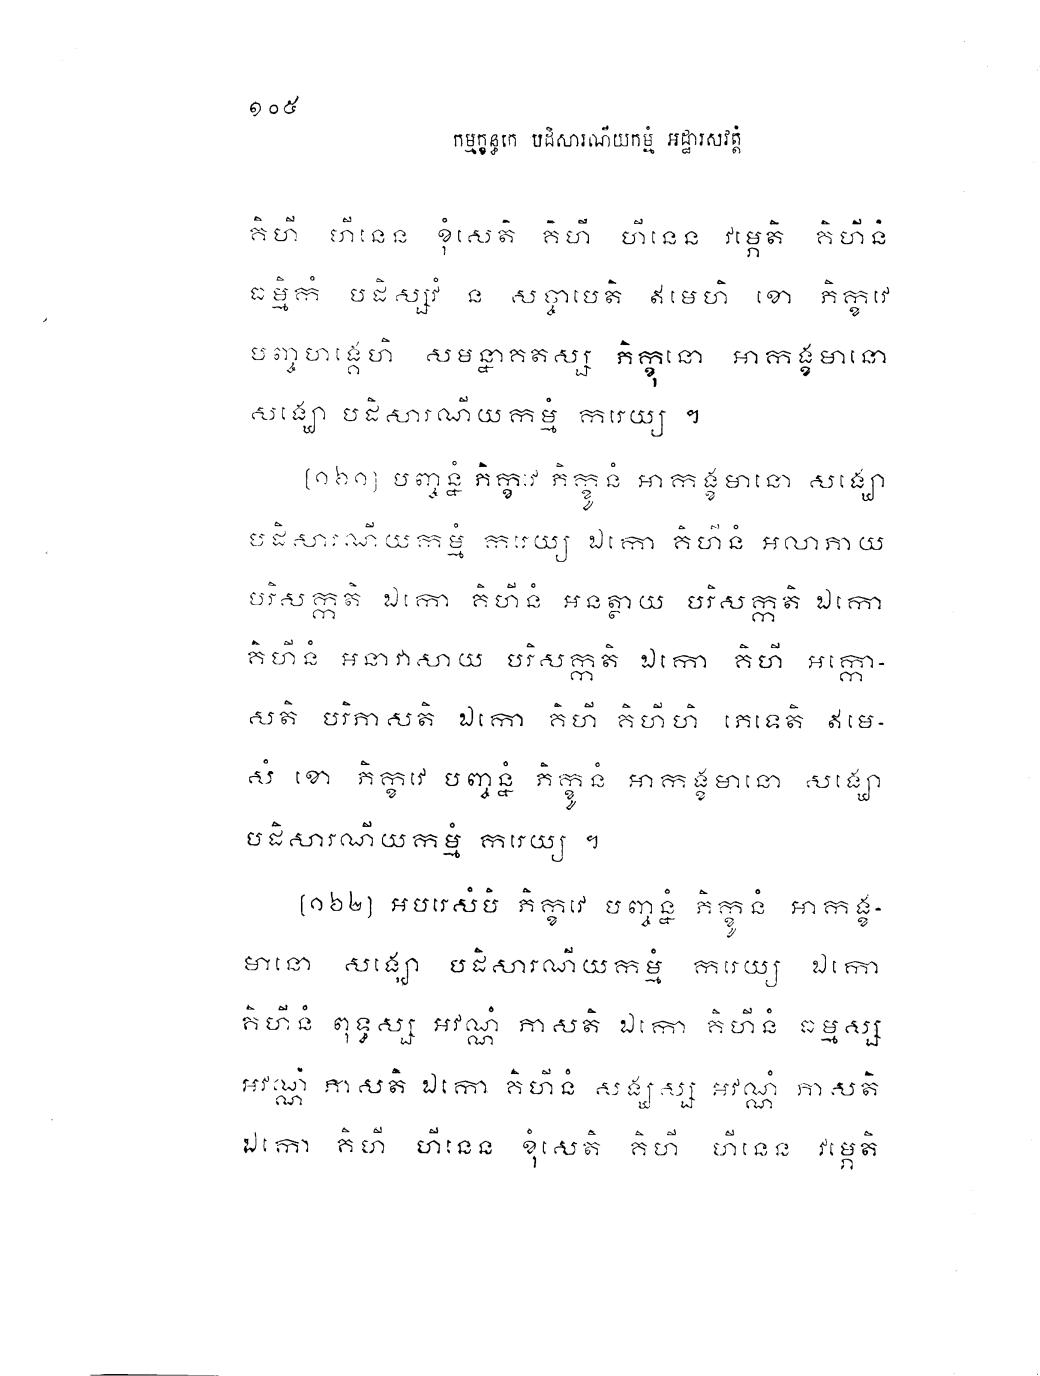 ១០៥
កម្មក្ខន្ធកេ បដិសារណីយកម្មំ អដ្ឋារសវត្តំ
គិហី ហីនេន ខុំសេតិ គិហី ហីនេន វម្ភេតិ គិហីនំ
ធម្មិកំ បដិស្សវំ ន សច្ចាបេតិ ឥមេហិ ខោ ភិក្ខវេ
បញ្ចហង្គេហិ សមន្នាគតស្ស ភិក្ខុនោ អាកង្ខមានោ
សង្ឃោ បដិសារណីយកម្មំ ករេយ្យ ។
[១៦១] បញ្ចន្នំ ភិក្ខវេ ភិក្ខូនំ អាកង្ខមានោ សង្ឃោ
បដិសារណីយកម្មំ ករេយ្យ ឯកោ គិហីនំ អលាភាយ
បរិសក្កតិ ឯកោ គិហីនំ អនត្ថាយ បរិសក្កតិ ឯកោ
គិហីនំ អនាវាសាយ បរិសក្កតិ ឯកោ គិហី អក្កោ-
សតិ បរិភាសតិ ឯកោ គិហី គិហីហិ ភេទេតិ ឥមេ-
សំ ខោ ភិក្ខវេ បញ្ចន្នំ ភិក្ខូនំ អាកង្ខមានោ សង្ឃោ
បដិសារណីយកម្មំ ករេយ្យ ។
[១៦២] អបរេសំបិ ភិក្ខវេ បញ្ចន្នំ ភិក្ខូនំ អាកង្ខ-
មានោ សង្ឃោ បដិសារណីយកម្មំ ករេយ្យ ឯកោ
គិហីនំ ពុទ្ធស្ស អវណ្ណំ ភាសតិ ឯកោ គិហីនំ ធម្មស្ស
អវណ្ណំ ភាសតិ ឯកោ គិហីនំ សង្ឃស្ស អវណ្ណំ ភាសតិ
ឯកោ គិហី ហីនេន ខុំសេតិ គិហី ហីនេន វម្ភេតិ